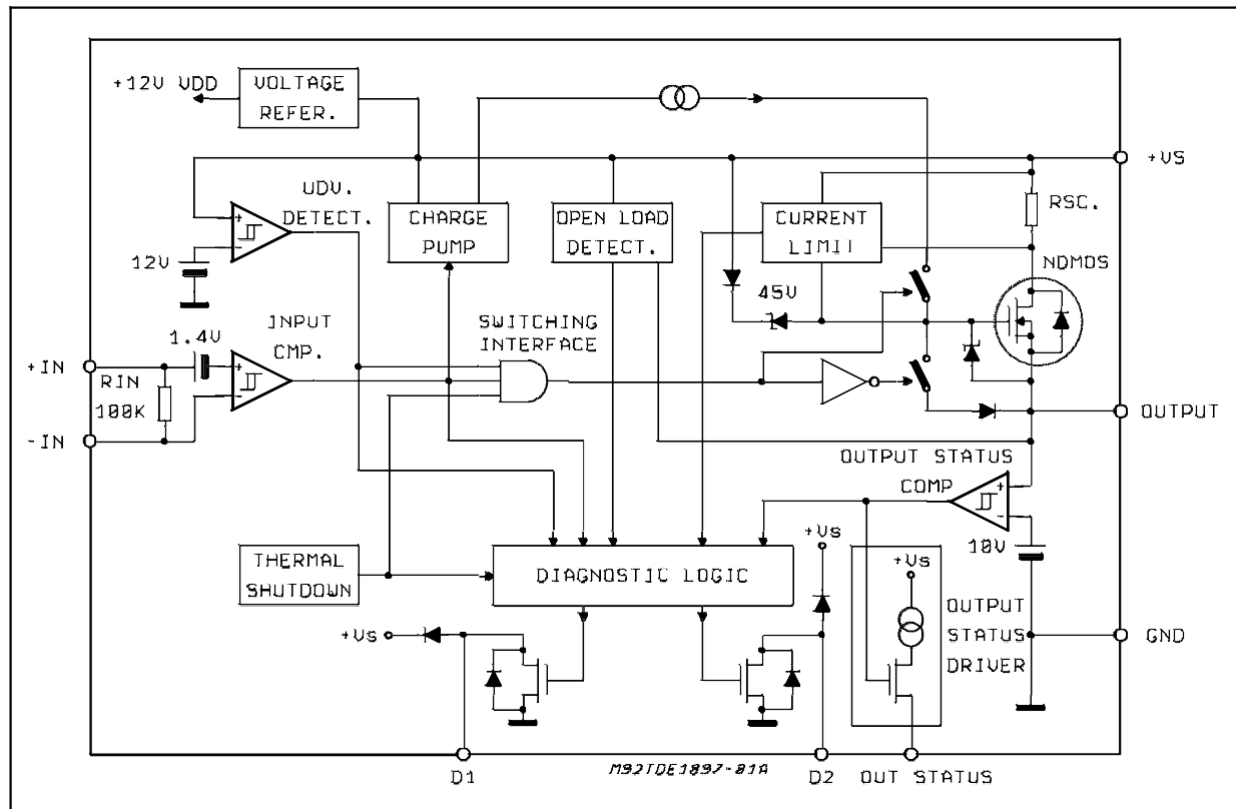 +12V VDD
VOLTAGE
REFER.
+VS
UDV.
DETECT.
CHARGE
PUMP
OPEN LOAD
DETECT.
CURRENT
LIMIT
RSC.
NDMOS
12V
45V
1.4V
INPUT
CMP.
SWITCHING
INTERFACE
+IN
RIN
100K
-IN
OUTPUT
OUTPUT STATUS
COMP
10V
THERMAL
SHUTDOWN
DIAGNOSTIC LOGIC
+Vs
+Vs
+Vs
OUTPUT
STATUS
DRIVER
GND
D1
M92TDE1897-01A
D2
OUT STATUS